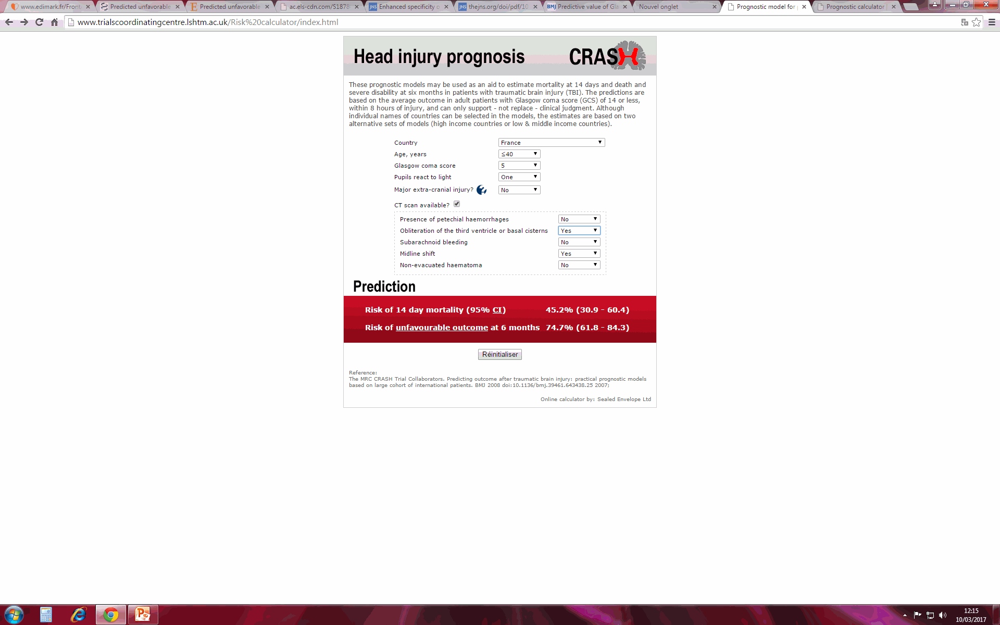 www.edimark.fr/Front
Predicted unfavorable
Predicted unfavorable
ac.els-cdn.com/S1878
JNS Enhanced specificity o
JNS thejns.org/doi/pdf/10
BMJ Predictive value of Gla
Nouvel onglet
Prognostic model for
Prognostic calculator
www.trialscoordinatingcentre.lshtm.ac.uk/Risk%20calculator/index.html
Head injury prognosis
CRASH
These prognostic models may be used as an aid to estimate mortality at 14 days and death and
severe disability at six months in patients with traumatic brain injury (TBI). The predictions are
based on the average outcome in adult patients with Glasgow coma score (GCS) of 14 or less,
within 8 hours of injury, and can only support - not replace - clinical judgment. Although
individual names of countries can be selected in the models, the estimates are based on two
alternative sets of models (high income countries or low & middle income countries).
Country France
Age, years ≤40
Glasgow coma score 5
Pupils react to light One
Major extra-cranial injury? ? No
CT scan available?
Presence of petechial haemorrhages No
Obliteration of the third ventricle or basal cisterns Yes
Subarachnoid bleeding No
Midline shift Yes
Non-evacuated haematoma No
Prediction
Risk of 14 day mortality (95% CI) 45.2% (30.9 - 60.4)
Risk of unfavourable outcome at 6 months 74.7% (61.8 - 84.3)
Réinitialiser
Reference:
The MRC CRASH Trial Collaborators. Predicting outcome after traumatic brain injury: practical prognostic models
based on large cohort of international patients. BMJ 2008 doi:10.1136/bmj.39461.643438.25 2007;
Online calculator by: Sealed Envelope Ltd
12:15
10/03/2017